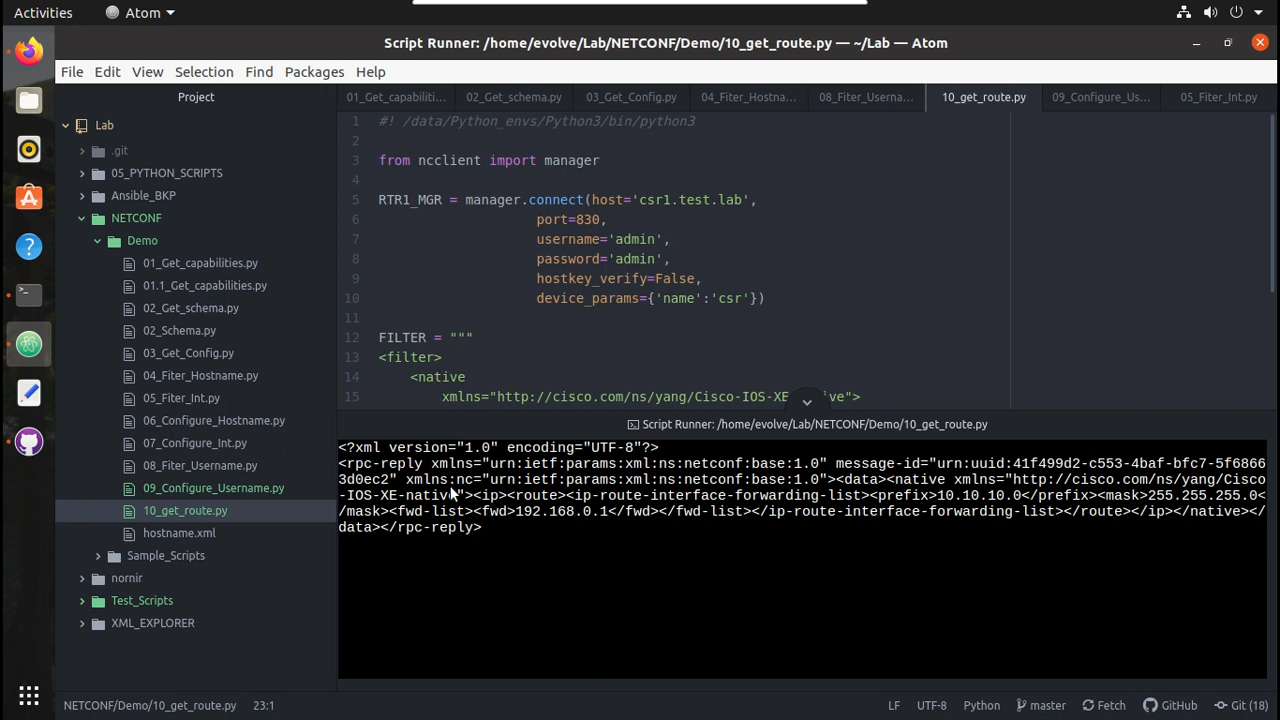 Activities
Atom
Script Runner: /home/evolve/Lab/NETCONF/Demo/10_get_route.py — ~/Lab — Atom
File Edit View Selection Find Packages Help
Project
Lab
.git
05_PYTHON_SCRIPTS
Ansible_BKP
NETCONF
Demo
01_Get_capabilities.py
01.1_Get_capabilities.py
02_Get_schema.py
02_Schema.py
03_Get_Config.py
04_Fiter_Hostname.py
05_Fiter_Int.py
06_Configure_Hostname.py
07_Configure_Int.py
08_Fiter_Username.py
09_Configure_Username.py
10_get_route.py
hostname.xml
Sample_Scripts
nornir
Test_Scripts
XML_EXPLORER
01_Get_capabiliti... 02_Get_schema.py 03_Get_Config.py 04_Fiter_Hostna... 08_Fiter_Userna... 10_get_route.py 09_Configure_Us... 05_Fiter_Int.py
1 #! /data/Python_envs/Python3/bin/python3
2
3 from ncclient import manager
4
5 RTR1_MGR = manager.connect(host='csr1.test.lab',
6 port=830,
7 username='admin',
8 password='admin',
9 hostkey_verify=False,
10 device_params={'name':'csr'})
11
12 FILTER = """
13 <filter>
14 <native
15 xmlns="http://cisco.com/ns/yang/Cisco-IOS-XE ive">
Script Runner: /home/evolve/Lab/NETCONF/Demo/10_get_route.py
<?xml version="1.0" encoding="UTF-8"?>
<rpc-reply xmlns="urn:ietf:params:xml:ns:netconf:base:1.0" message-id="urn:uuid:41f499d2-c553-4baf-bfc7-5f6866
3d0ec2" xmlns:nc="urn:ietf:params:xml:ns:netconf:base:1.0"><data><native xmlns="http://cisco.com/ns/yang/Cisco
-IOS-XE-native"><ip><route><ip-route-interface-forwarding-list><prefix>10.10.10.0</prefix><mask>255.255.255.0<
/mask><fwd-list><fwd>192.168.0.1</fwd></fwd-list></ip-route-interface-forwarding-list></route></ip></native></
data></rpc-reply>
NETCONF/Demo/10_get_route.py 23:1
LF UTF-8 Python master Fetch GitHub Git (18)